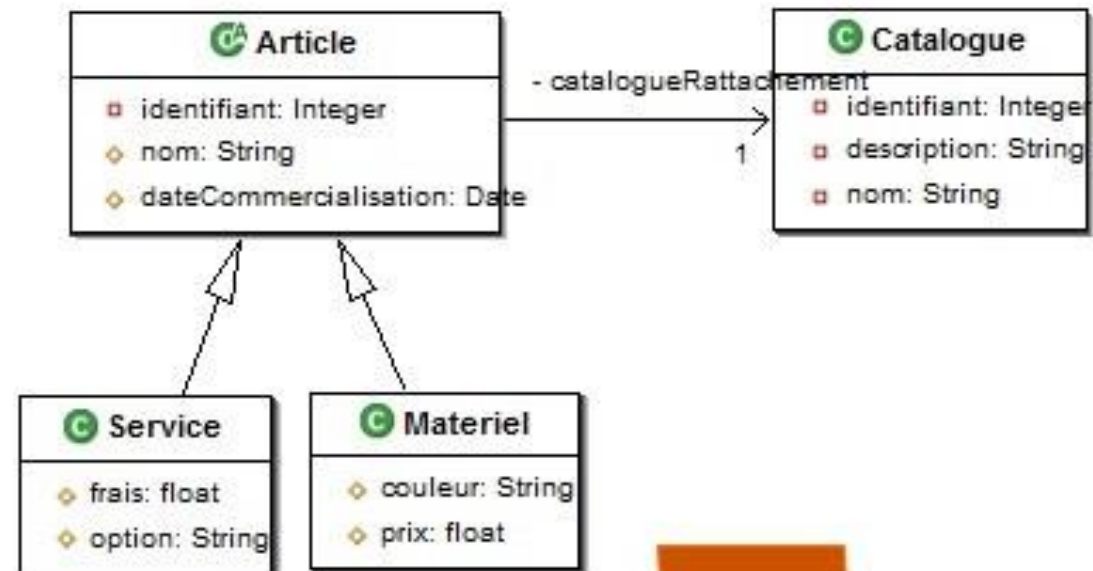 Article
identifiant: Integer
nom: String
dateCommercialisation: Date
- catalogueRattachement
1
Catalogue
identifiant: Integer
description: String
nom: String
Service
frais: float
option: String
Materiel
couleur: String
prix: float